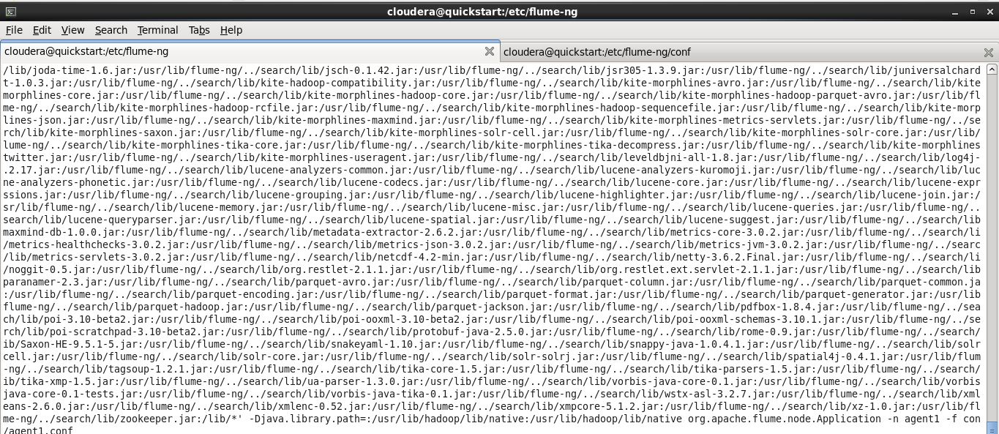 cloudera@quickstart:/etc/flume-ng
File Edit View Search Terminal Tabs Help
cloudera@quickstart:/etc/flume-ng
cloudera@quickstart:/etc/flume-ng/conf
/lib/joda-time-1.6.jar:/usr/lib/flume-ng/../search/lib/jsch-0.1.42.jar:/usr/lib/flume-ng/../search/lib/jsr305-1.3.9.jar:/usr/lib/flume-ng/../search/lib/juniversalchard
t-1.0.3.jar:/usr/lib/flume-ng/../search/lib/kite-hadoop-compatibility.jar:/usr/lib/flume-ng/../search/lib/kite-morphlines-avro.jar:/usr/lib/flume-ng/../search/lib/kite
morphlines-core.jar:/usr/lib/flume-ng/../search/lib/kite-morphlines-hadoop-core.jar:/usr/lib/flume-ng/../search/lib/kite-morphlines-hadoop-parquet-avro.jar:/usr/lib/fl
me-ng/../search/lib/kite-morphlines-hadoop-rcfile.jar:/usr/lib/flume-ng/../search/lib/kite-morphlines-hadoop-sequencefile.jar:/usr/lib/flume-ng/../search/lib/kite-morp
lines-json.jar:/usr/lib/flume-ng/../search/lib/kite-morphlines-maxmind.jar:/usr/lib/flume-ng/../search/lib/kite-morphlines-metrics-servlets.jar:/usr/lib/flume-ng/../se
rch/lib/kite-morphlines-saxon.jar:/usr/lib/flume-ng/../search/lib/kite-morphlines-solr-cell.jar:/usr/lib/flume-ng/../search/lib/kite-morphlines-solr-core.jar:/usr/lib/
lume-ng/../search/lib/kite-morphlines-tika-core.jar:/usr/lib/flume-ng/../search/lib/kite-morphlines-tika-decompress.jar:/usr/lib/flume-ng/../search/lib/kite-morphlines
twitter.jar:/usr/lib/flume-ng/../search/lib/kite-morphlines-useragent.jar:/usr/lib/flume-ng/../search/lib/leveldbjni-all-1.8.jar:/usr/lib/flume-ng/../search/lib/log4j-
.2.17.jar:/usr/lib/flume-ng/../search/lib/lucene-analyzers-common.jar:/usr/lib/flume-ng/../search/lib/lucene-analyzers-kuromoji.jar:/usr/lib/flume-ng/../search/lib/luc
ne-analyzers-phonetic.jar:/usr/lib/flume-ng/../search/lib/lucene-codecs.jar:/usr/lib/flume-ng/../search/lib/lucene-core.jar:/usr/lib/flume-ng/../search/lib/lucene-expr
ssions.jar:/usr/lib/flume-ng/../search/lib/lucene-grouping.jar:/usr/lib/flume-ng/../search/lib/lucene-highlighter.jar:/usr/lib/flume-ng/../search/lib/lucene-join.jar:/
sr/lib/flume-ng/../search/lib/lucene-memory.jar:/usr/lib/flume-ng/../search/lib/lucene-misc.jar:/usr/lib/flume-ng/../search/lib/lucene-queries.jar:/usr/lib/flume-ng/../
search/lib/lucene-queryparser.jar:/usr/lib/flume-ng/../search/lib/lucene-spatial.jar:/usr/lib/flume-ng/../search/lib/lucene-suggest.jar:/usr/lib/flume-ng/../search/lib
maxmind-db-1.0.0.jar:/usr/lib/flume-ng/../search/lib/metadata-extractor-2.6.2.jar:/usr/lib/flume-ng/../search/lib/metrics-core-3.0.2.jar:/usr/lib/flume-ng/../search/li
/metrics-healthchecks-3.0.2.jar:/usr/lib/flume-ng/../search/lib/metrics-json-3.0.2.jar:/usr/lib/flume-ng/../search/lib/metrics-jvm-3.0.2.jar:/usr/lib/flume-ng/../searc
/lib/metrics-servlets-3.0.2.jar:/usr/lib/flume-ng/../search/lib/netcdf-4.2-min.jar:/usr/lib/flume-ng/../search/lib/netty-3.6.2.Final.jar:/usr/lib/flume-ng/../search/li
/noggit-0.5.jar:/usr/lib/flume-ng/../search/lib/org.restlet-2.1.1.jar:/usr/lib/flume-ng/../search/lib/org.restlet.ext.servlet-2.1.1.jar:/usr/lib/flume-ng/../search/lib
paranamer-2.3.jar:/usr/lib/flume-ng/../search/lib/parquet-avro.jar:/usr/lib/flume-ng/../search/lib/parquet-column.jar:/usr/lib/flume-ng/../search/lib/parquet-common.ja
:/usr/lib/flume-ng/../search/lib/parquet-encoding.jar:/usr/lib/flume-ng/../search/lib/parquet-format.jar:/usr/lib/flume-ng/../search/lib/parquet-generator.jar:/usr/lib
flume-ng/../search/lib/parquet-hadoop.jar:/usr/lib/flume-ng/../search/lib/parquet-jackson.jar:/usr/lib/flume-ng/../search/lib/pdfbox-1.8.4.jar:/usr/lib/flume-ng/../sea
ch/lib/poi-3.10-beta2.jar:/usr/lib/flume-ng/../search/lib/poi-ooxml-3.10-beta2.jar:/usr/lib/flume-ng/../search/lib/poi-ooxml-schemas-3.10.1.jar:/usr/lib/flume-ng/../se
rch/lib/poi-scratchpad-3.10-beta2.jar:/usr/lib/flume-ng/../search/lib/protobuf-java-2.5.0.jar:/usr/lib/flume-ng/../search/lib/rome-0.9.jar:/usr/lib/flume-ng/../search/
ib/Saxon-HE-9.5.1-5.jar:/usr/lib/flume-ng/../search/lib/snakeyaml-1.10.jar:/usr/lib/flume-ng/../search/lib/snappy-java-1.0.4.1.jar:/usr/lib/flume-ng/../search/lib/solr
cell.jar:/usr/lib/flume-ng/../search/lib/solr-core.jar:/usr/lib/flume-ng/../search/lib/solr-solrj.jar:/usr/lib/flume-ng/../search/lib/spatial4j-0.4.1.jar:/usr/lib/flum
-ng/../search/lib/tagsoup-1.2.1.jar:/usr/lib/flume-ng/../search/lib/tika-core-1.5.jar:/usr/lib/flume-ng/../search/lib/tika-parsers-1.5.jar:/usr/lib/flume-ng/../search/
ib/tika-xmp-1.5.jar:/usr/lib/flume-ng/../search/lib/ua-parser-1.3.0.jar:/usr/lib/flume-ng/../search/lib/vorbis-java-core-0.1.jar:/usr/lib/flume-ng/../search/lib/vorbis
java-core-0.1-tests.jar:/usr/lib/flume-ng/../search/lib/vorbis-java-tika-0.1.jar:/usr/lib/flume-ng/../search/lib/wstx-asl-3.2.7.jar:/usr/lib/flume-ng/../search/lib/xml
eans-2.6.0.jar:/usr/lib/flume-ng/../search/lib/xmlenc-0.52.jar:/usr/lib/flume-ng/../search/lib/xmpcore-5.1.2.jar:/usr/lib/flume-ng/../search/lib/xz-1.0.jar:/usr/lib/fl
me-ng/../search/lib/zookeeper.jar:/lib/*' -Djava.library.path=:/usr/lib/hadoop/lib/native:/usr/lib/hadoop/lib/native org.apache.flume.node.Application -n agent1 -f con
/agent1.conf